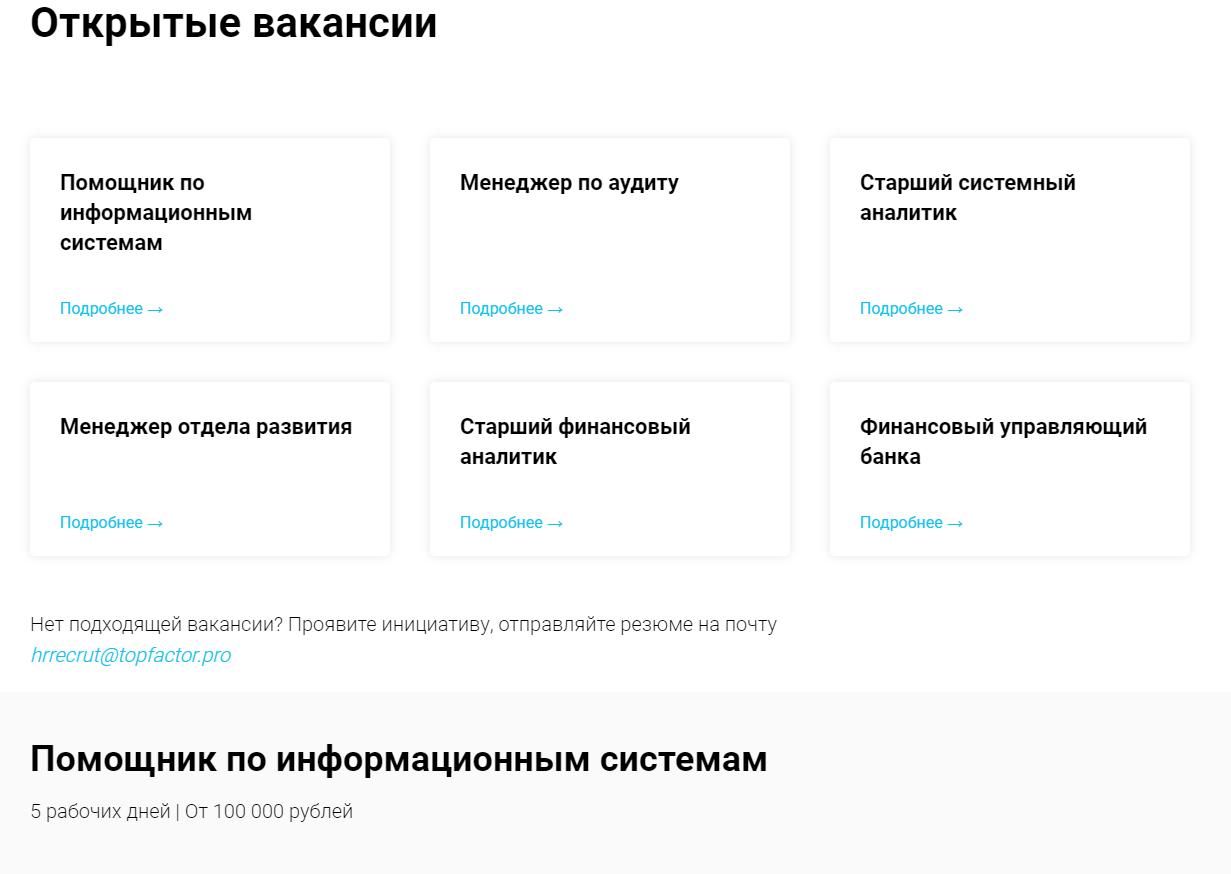 Открытые вакансии
Помощник по
информационным
системам
Подробнее →
Менеджер по аудиту
Подробнее →
Старший системный
аналитик
Подробнее →
Менеджер отдела развития
Подробнее →
Старший финансовый
аналитик
Подробнее →
Финансовый управляющий
банка
Подробнее →
Нет подходящей вакансии? Проявите инициативу, отправляйте резюме на почту
hrrecrut@topfactor.pro
Помощник по информационным системам
5 рабочих дней | От 100 000 рублей